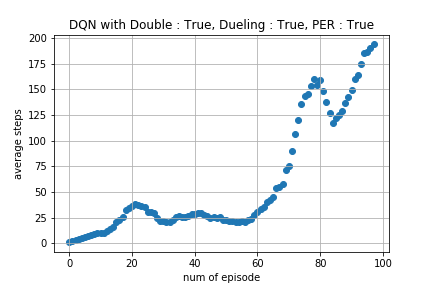 DQN with Double : True, Dueling : True, PER : True
average steps
200
175
150
125
100
75
50
25
0
0 20 40 60 80 100
num of episode